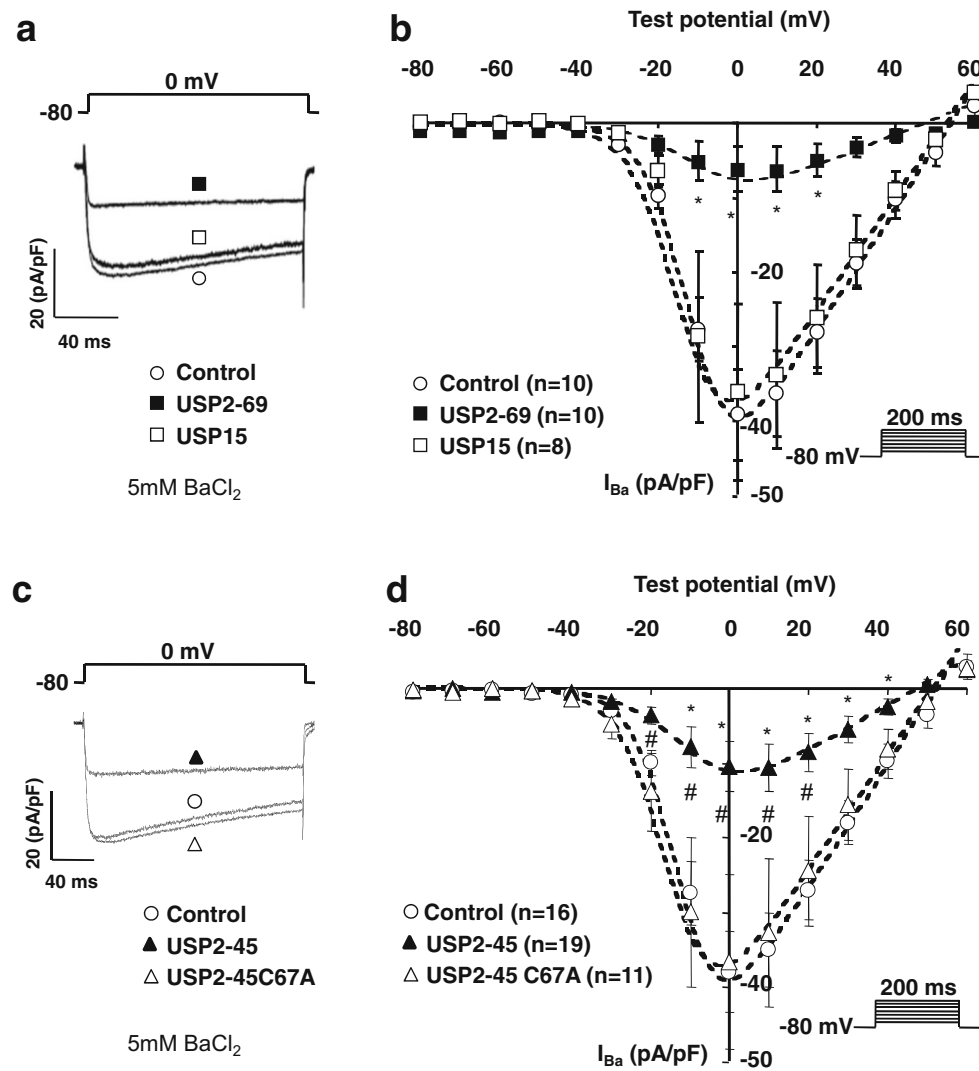 a
0 mV
-80
20 (pA/pF)
40 ms
Control
USP2-69
USP15
5mM BaCl2
b
Test potential (mV)
-80 -60 -40 -20 0 20 40 60
* * * *
-20
-40
-50
Control (n=10)
USP2-69 (n=10)
USP15 (n=8)
IBa (pA/pF)
200 ms
-80 mV
c
0 mV
-80
20 (pA/pF)
40 ms
Control
USP2-45
USP2-45C67A
5mM BaCl2
d
Test potential (mV)
-80 -60 -40 -20 0 20 40 60
* * * * * *
# # # # #
-20
-40
-50
Control (n=16)
USP2-45 (n=19)
USP2-45 C67A (n=11)
IBa (pA/pF)
200 ms
-80 mV